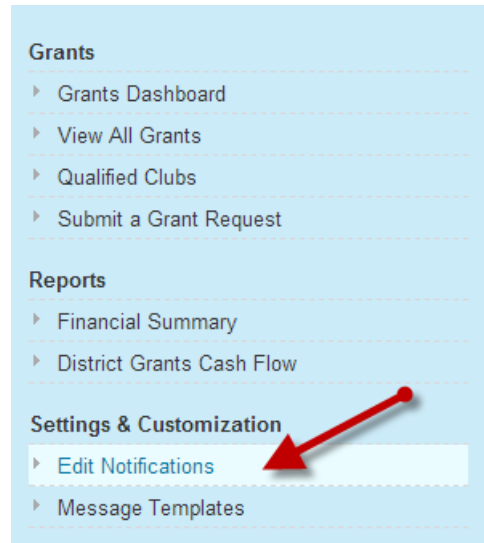 Grants
Grants Dashboard
View All Grants
Qualified Clubs
Submit a Grant Request
Reports
Financial Summary
District Grants Cash Flow
Settings & Customization
Edit Notifications
Message Templates